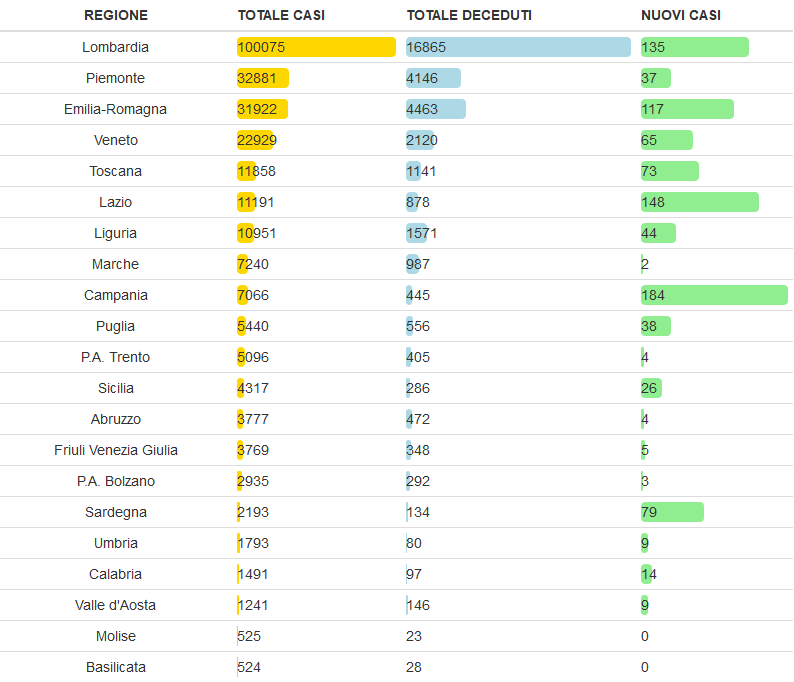 REGIONE TOTALE CASI TOTALE DECEDUTI NUOVI CASI
Lombardia 100075 16865 135
Piemonte 32881 4146 37
Emilia-Romagna 31922 4463 117
Veneto 22929 2120 65
Toscana 11858 1141 73
Lazio 11191 878 148
Liguria 10951 1571 44
Marche 7240 987 2
Campania 7066 445 184
Puglia 5440 556 38
P.A. Trento 5096 405 4
Sicilia 4317 286 26
Abruzzo 3777 472 4
Friuli Venezia Giulia 3769 348 5
P.A. Bolzano 2935 292 3
Sardegna 2193 134 79
Umbria 1793 80 9
Calabria 1491 97 14
Valle d'Aosta 1241 146 9
Molise 525 23 0
Basilicata 524 28 0